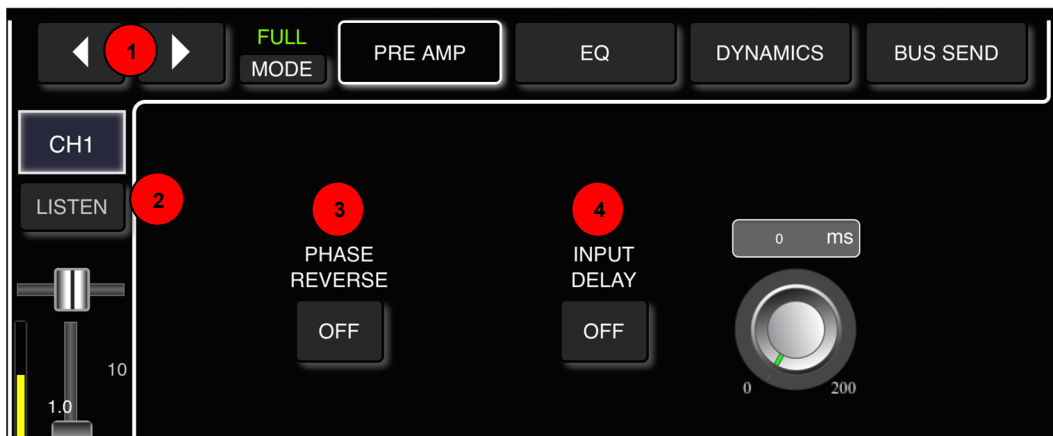 1
FULL
MODE
PRE AMP
EQ
DYNAMICS
BUS SEND
CH1
LISTEN
2
3
PHASE
REVERSE
OFF
4
INPUT
DELAY
OFF
0 ms
0 200
10
1.0